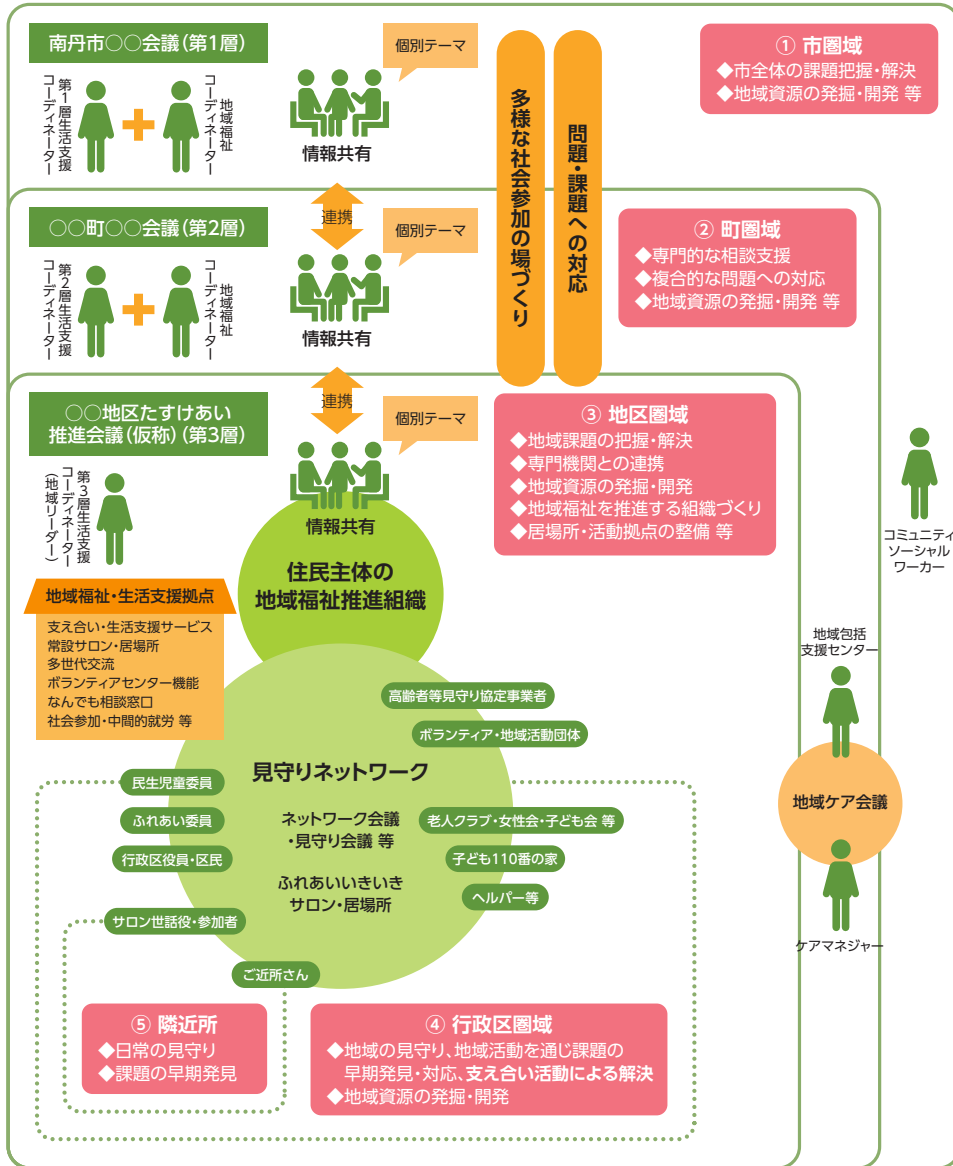 南丹市○○会議(第1層)
第1層生活支援
コーディネーター
地域福祉
コーディネーター
個別テーマ
情報共有
多様な社会参加の場づくり
問題・課題への対応
① 市圏域
◆市全体の課題把握・解決
◆地域資源の発掘・開発 等
連携
○○町○○会議(第2層)
第2層生活支援
コーディネーター
地域福祉
コーディネーター
個別テーマ
情報共有
② 町圏域
◆専門的な相談支援
◆複合的な問題への対応
◆地域資源の発掘・開発 等
連携
○○地区たすけあい
推進会議(仮称)(第3層)
第3層生活支援
コーディネーター
(地域リーダー)
個別テーマ
情報共有
③ 地区圏域
◆地域課題の把握・解決
◆専門機関との連携
◆地域資源の発掘・開発
◆地域福祉を推進する組織づくり
◆居場所・活動拠点の整備 等
コミュニティ
ソーシャル
ワーカー
住民主体の
地域福祉推進組織
地域福祉・生活支援拠点
支え合い・生活支援サービス
常設サロン・居場所
多世代交流
ボランティアセンター機能
なんでも相談窓口
社会参加・中間的就労 等
地域包括
支援センター
地域ケア会議
ケアマネジャー
高齢者等見守り協定事業者
ボランティア・地域活動団体
見守りネットワーク
民生児童委員
ふれあい委員
行政区役員・区民
ネットワーク会議
・見守り会議 等
ふれあいいきいき
サロン・居場所
老人クラブ・女性会・子ども会 等
子ども110番の家
ヘルパー等
サロン世話役・参加者
ご近所さん
⑤ 隣近所
◆日常の見守り
◆課題の早期発見
④ 行政区圏域
◆地域の見守り、地域活動を通じ課題の
早期発見・対応、支え合い活動による解決
◆地域資源の発掘・開発